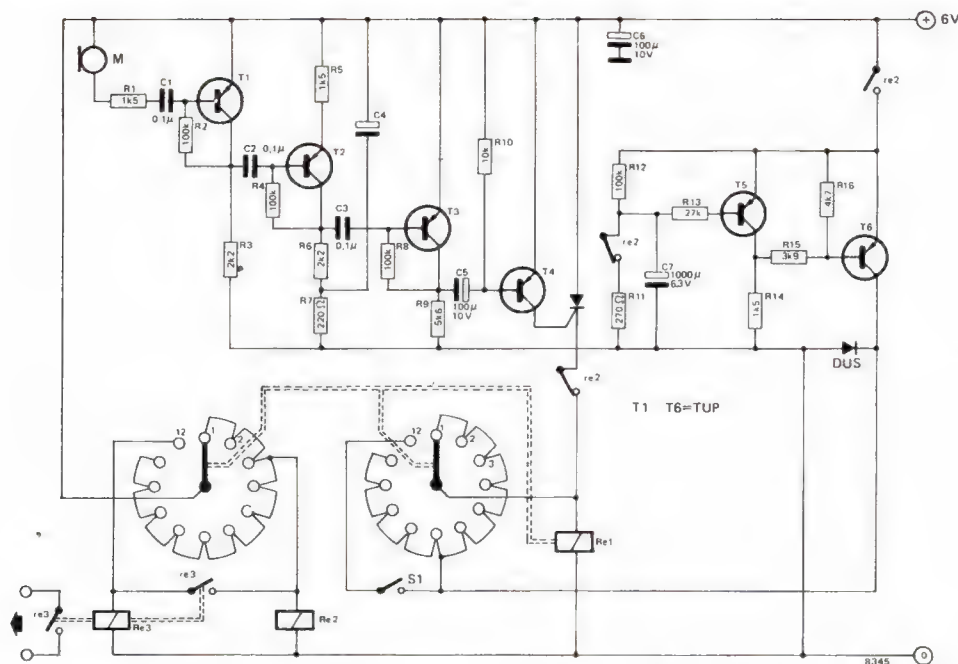 + 6V
M
C1
0.1µ
R1
1k5
R2
100k
T1
R5
1k5
C2
0,1µ
R4
100k
T2
C4
R3
2k2
R6
2k2
C3
0,1µ
R7
220Ω
R8
100k
T3
R9
5k6
C5
100µ
10V
R10
10k
T4
C6
100µ
10V
re2
R12
100k
re2
R11
270Ω
R13
27k
C7
1000µ
6,3V
T5
R16
4k7
R15
3k9
T6
R14
1k5
DUS
re2
T1 T6=TUP
12
1
2
12
1
2
3
Re1
S1
re3
re3
Re3
Re2
8345
0